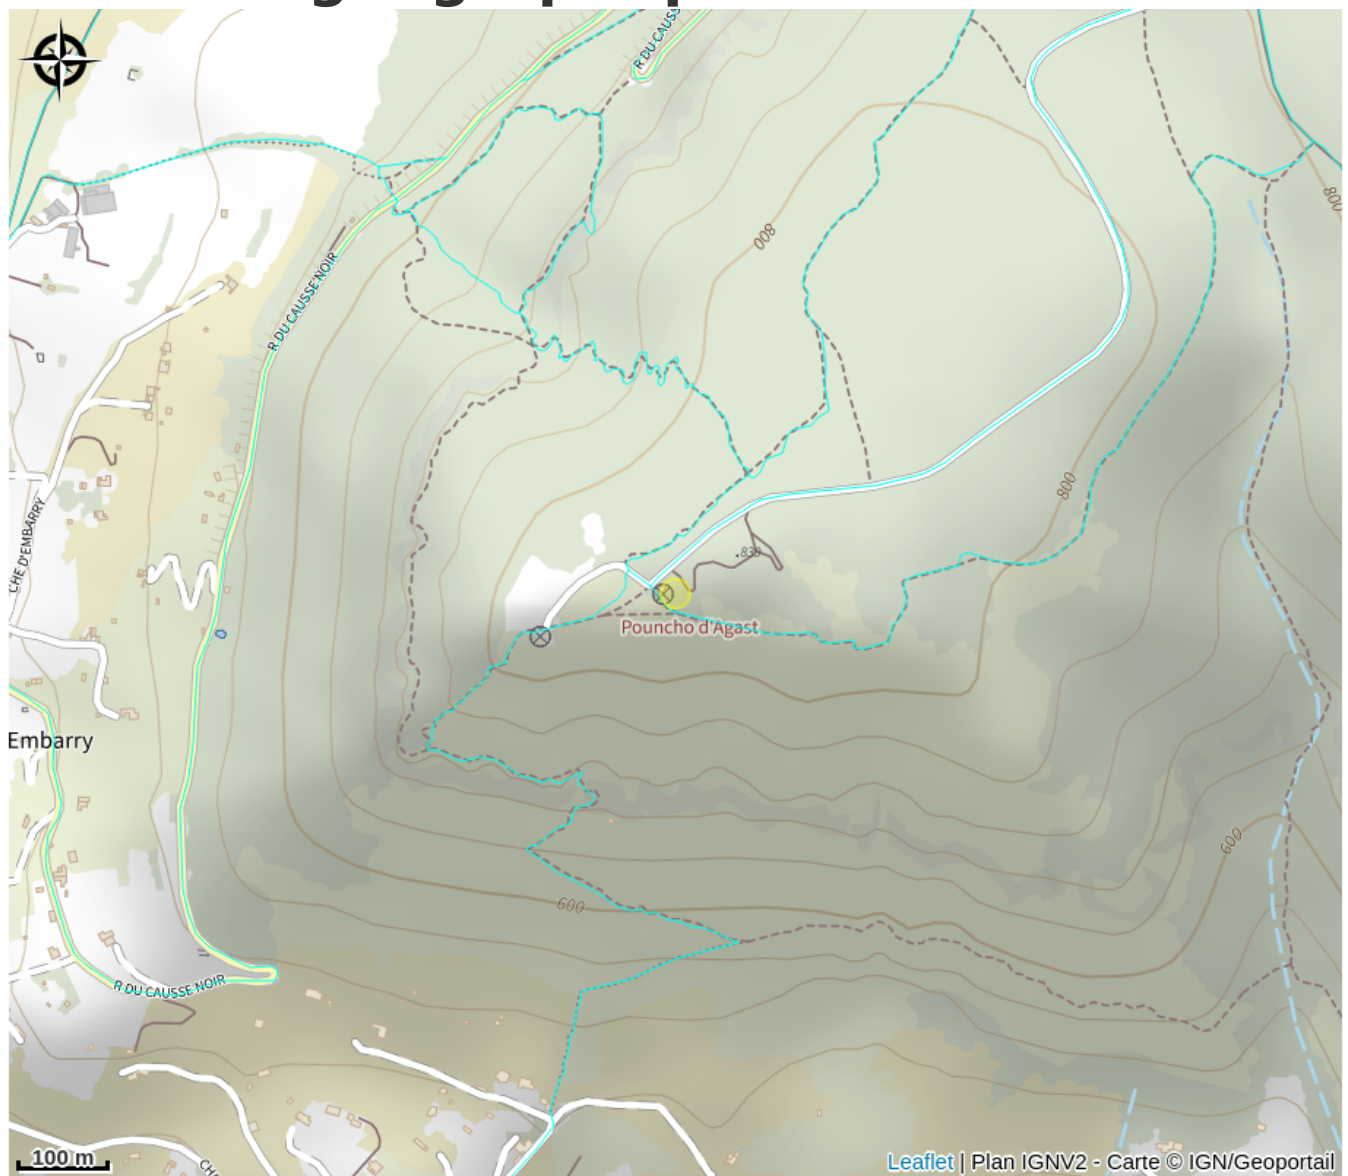 R DU CAUSS
800
800
R DU CAUSSE NOIR
800
CHE D'EMBARRY
.830
Pouncho d'Agast
Embarry
600
600
R DU CAUSSE NOIR
100 m
Leaflet | Plan IGNV2 - Carte © IGN/Geoportail